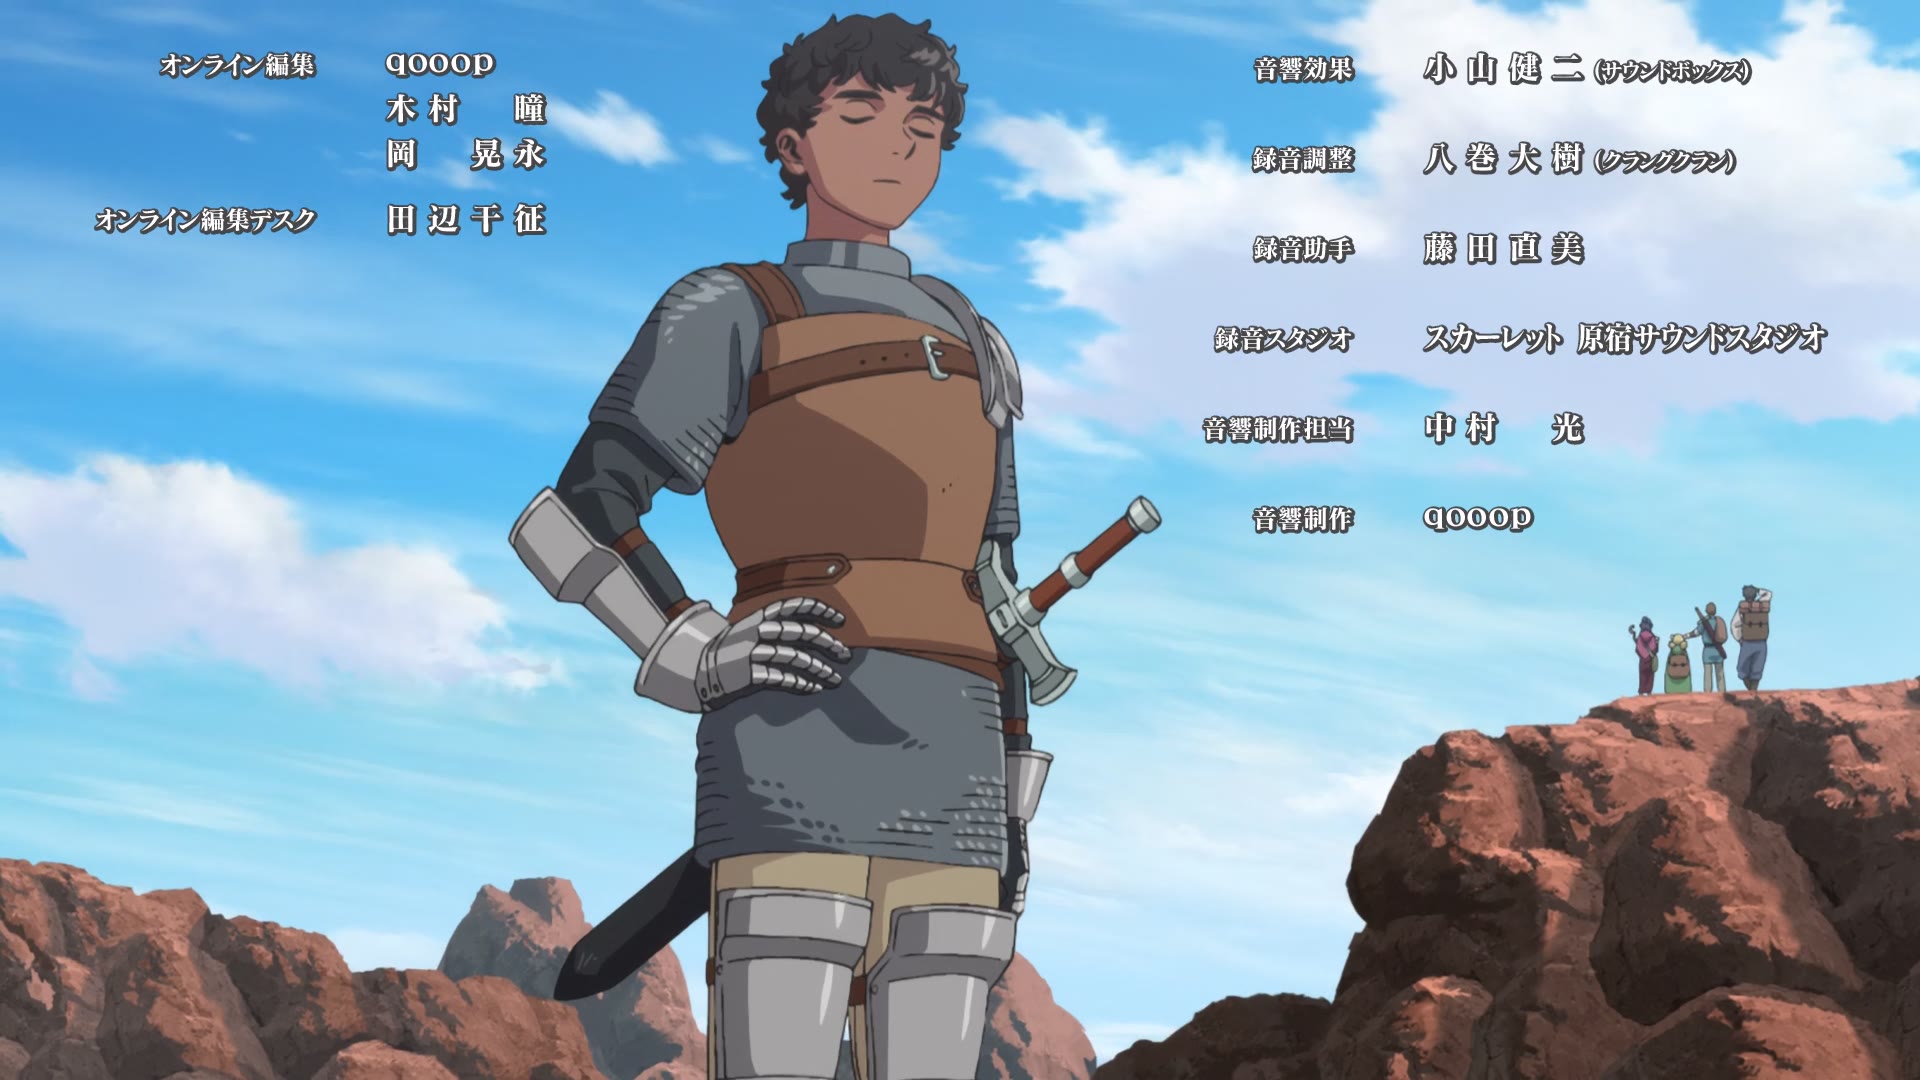 オンライン編集 qooop
木村 瞳
岡 晃永
オンライン編集デスク 田辺干征
音響効果 小山健二 (サウンドボックス)
録音調整 八巻大樹 (クラングクラン)
録音助手 藤田直美
録音スタジオ スカーレット 原宿サウンドスタジオ
音響制作担当 中村 光
音響制作 qooop